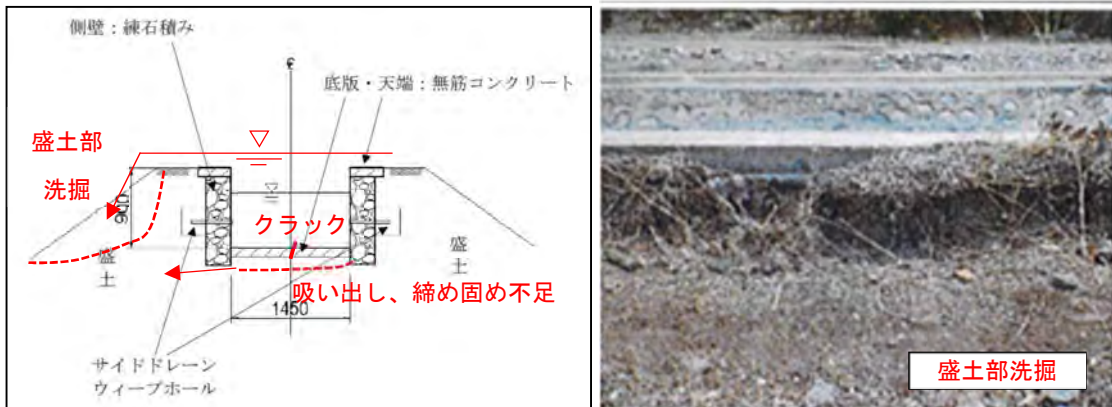 側壁：練石積み
℄
底版・天端：無筋コンクリート
盛土部
洗掘
900
クラック
盛土
盛土
吸い出し、締め固め不足
1450
サイドドレーン
ウィープホール
盛土部洗掘